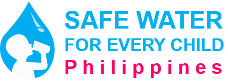 SAFE WATER
FOR EVERY CHILD
Philippines